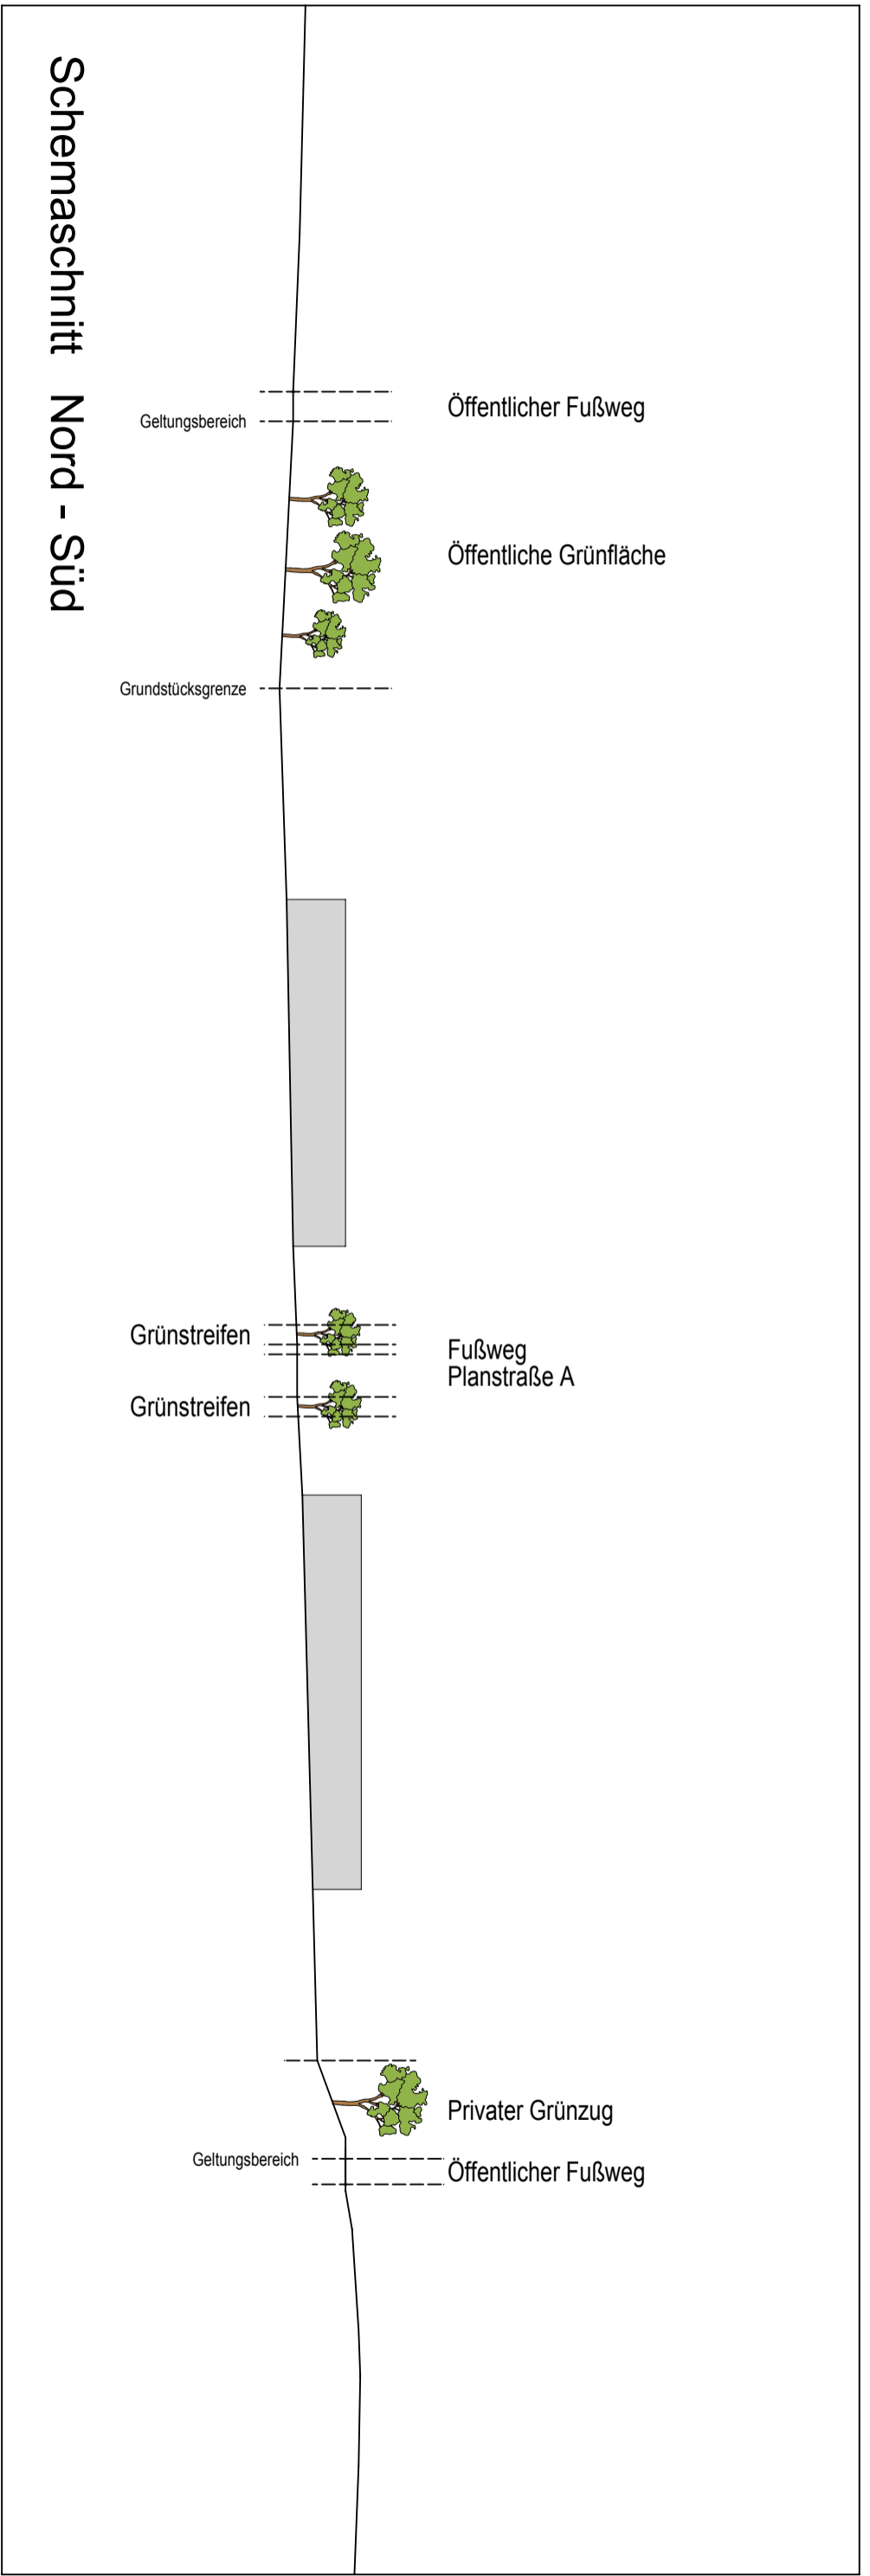 Schemaschnitt Nord - Süd
Öffentlicher Fußweg
Geltungsbereich
Öffentliche Grünfläche
Grundstücksgrenze
Grünstreifen
Fußweg
Planstraße A
Grünstreifen
Privater Grünzug
Geltungsbereich
Öffentlicher Fußweg